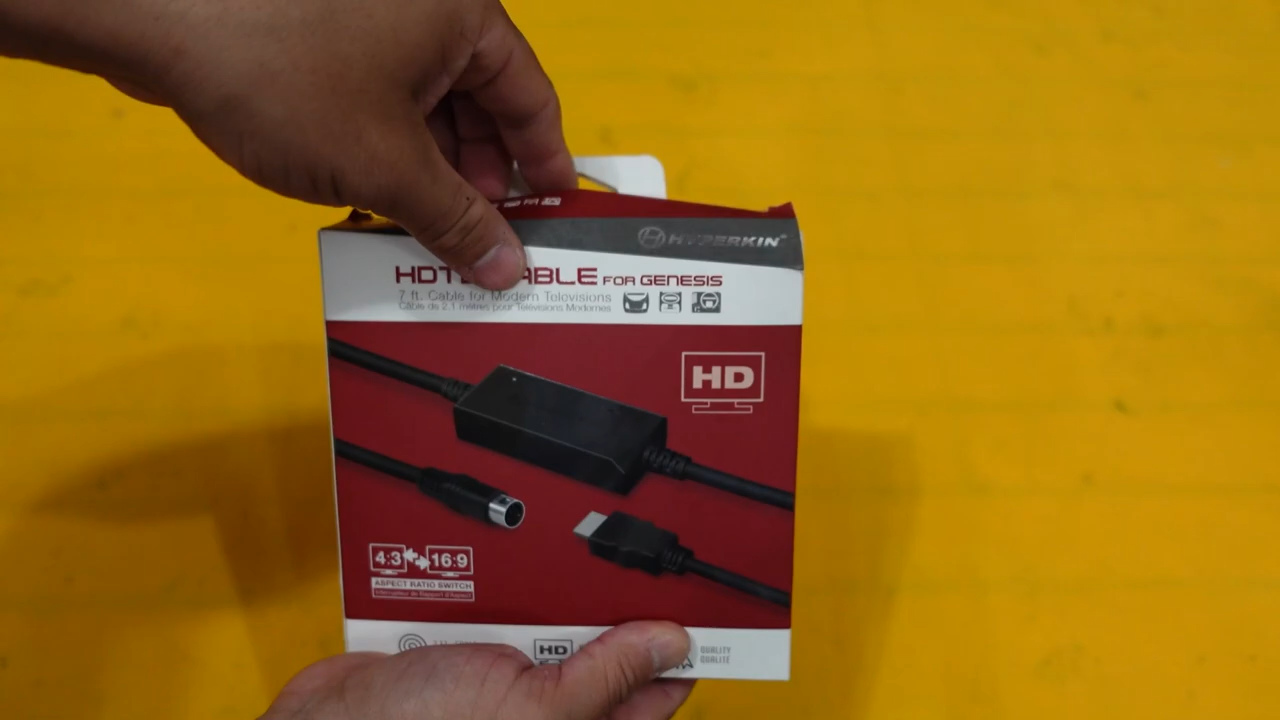 HYPERKIN
HDT ABLE FOR GENESIS
7 ft. Cable for Modern Televisions
Câble de 2.1 mètres pour Televisions Modernes
HD
4:3 16:9
ASPECT RATIO SWITCH
Interrupteur de Rapport d'Aspect
HD
QUALITY
QUALITÉ